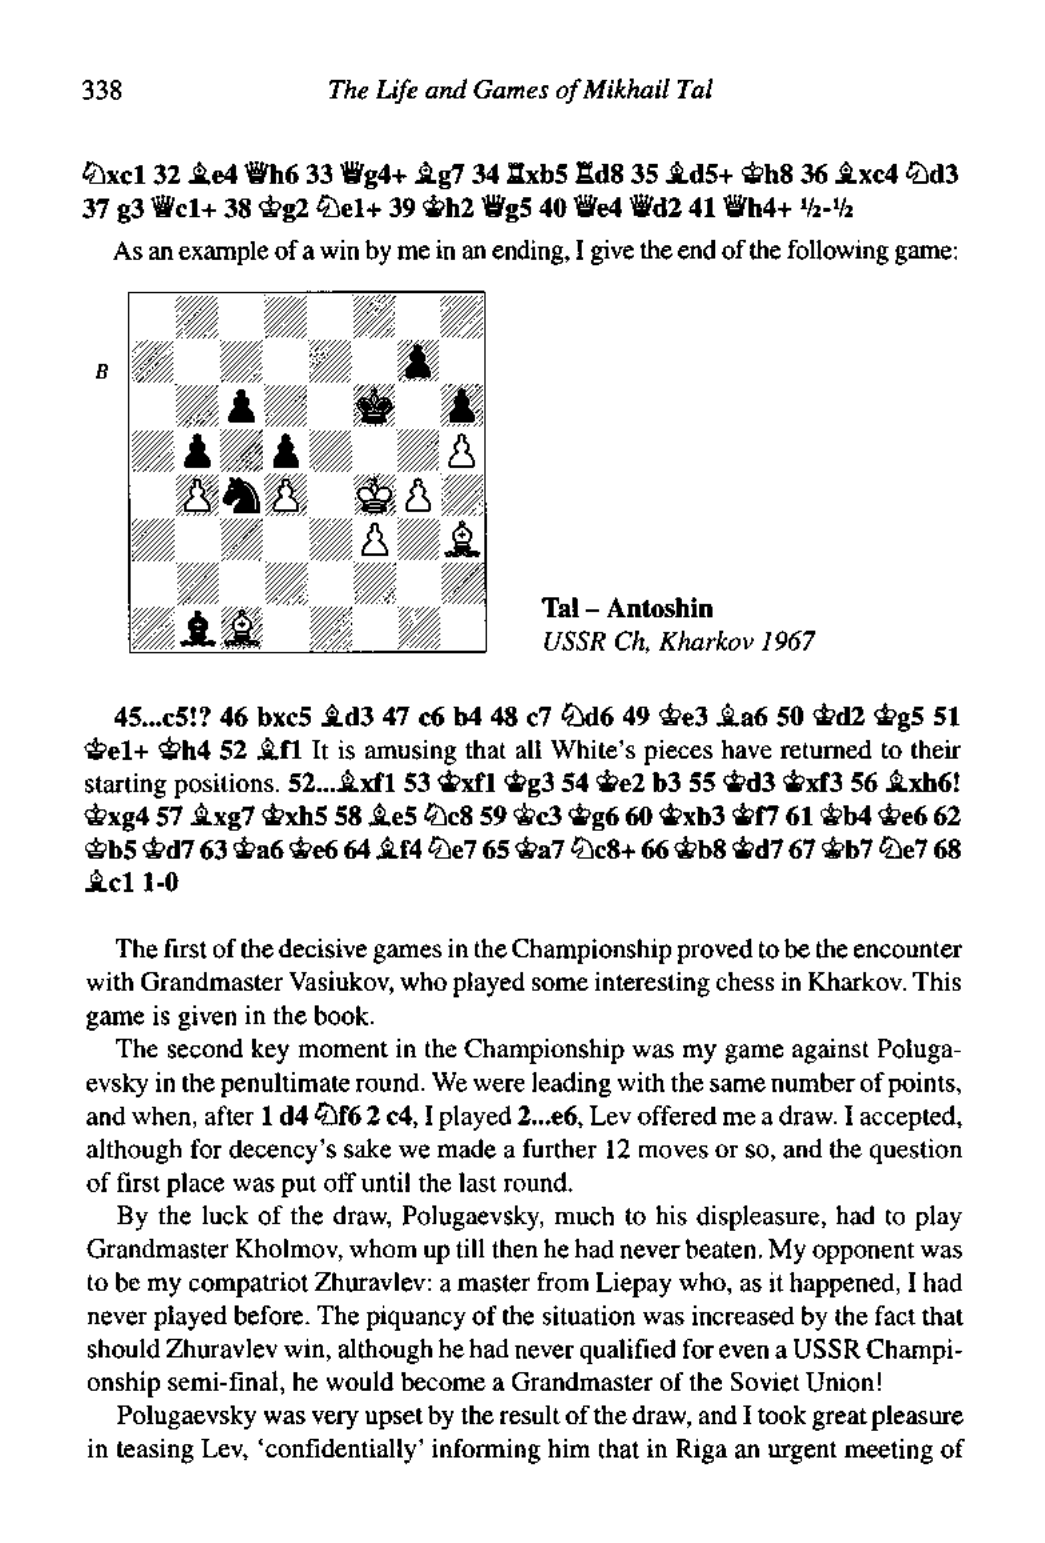 338 The Life and Games of Mikhail Tal
♘xc1 32 ♗e4 ♕h6 33 ♕g4+ ♗g7 34 ♖xb5 ♖d8 35 ♗d5+ ♔h8 36 ♗xc4 ♘d3
37 g3 ♕c1+ 38 ♔g2 ♘e1+ 39 ♔h2 ♕g5 40 ♕e4 ♕d2 41 ♕h4+ ½-½
As an example of a win by me in an ending, I give the end of the following game:
B
Tal – Antoshin
USSR Ch, Kharkov 1967
45...c5!? 46 bxc5 ♗d3 47 c6 b4 48 c7 ♘d6 49 ♔e3 ♗a6 50 ♔d2 ♔g5 51
♔e1+ ♔h4 52 ♗f1 It is amusing that all White's pieces have returned to their
starting positions. 52...♗xf1 53 ♔xf1 ♔g3 54 ♔e2 b3 55 ♔d3 ♔xf3 56 ♗xh6!
♔xg4 57 ♗xg7 ♔xh5 58 ♗e5 ♘c8 59 ♔c3 ♔g6 60 ♔xb3 ♔f7 61 ♔b4 ♔e6 62
♔b5 ♔d7 63 ♔a6 ♔e6 64 ♗f4 ♘e7 65 ♔a7 ♘c8+ 66 ♔b8 ♔d7 67 ♔b7 ♘e7 68
♗c1 1-0
The first of the decisive games in the Championship proved to be the encounter
with Grandmaster Vasiukov, who played some interesting chess in Kharkov. This
game is given in the book.
The second key moment in the Championship was my game against Poluga-
evsky in the penultimate round. We were leading with the same number of points,
and when, after 1 d4 ♘f6 2 c4, I played 2...e6, Lev offered me a draw. I accepted,
although for decency's sake we made a further 12 moves or so, and the question
of first place was put off until the last round.
By the luck of the draw, Polugaevsky, much to his displeasure, had to play
Grandmaster Kholmov, whom up till then he had never beaten. My opponent was
to be my compatriot Zhuravlev: a master from Liepay who, as it happened, I had
never played before. The piquancy of the situation was increased by the fact that
should Zhuravlev win, although he had never qualified for even a USSR Champi-
onship semi-final, he would become a Grandmaster of the Soviet Union!
Polugaevsky was very upset by the result of the draw, and I took great pleasure
in teasing Lev, 'confidentially' informing him that in Riga an urgent meeting of